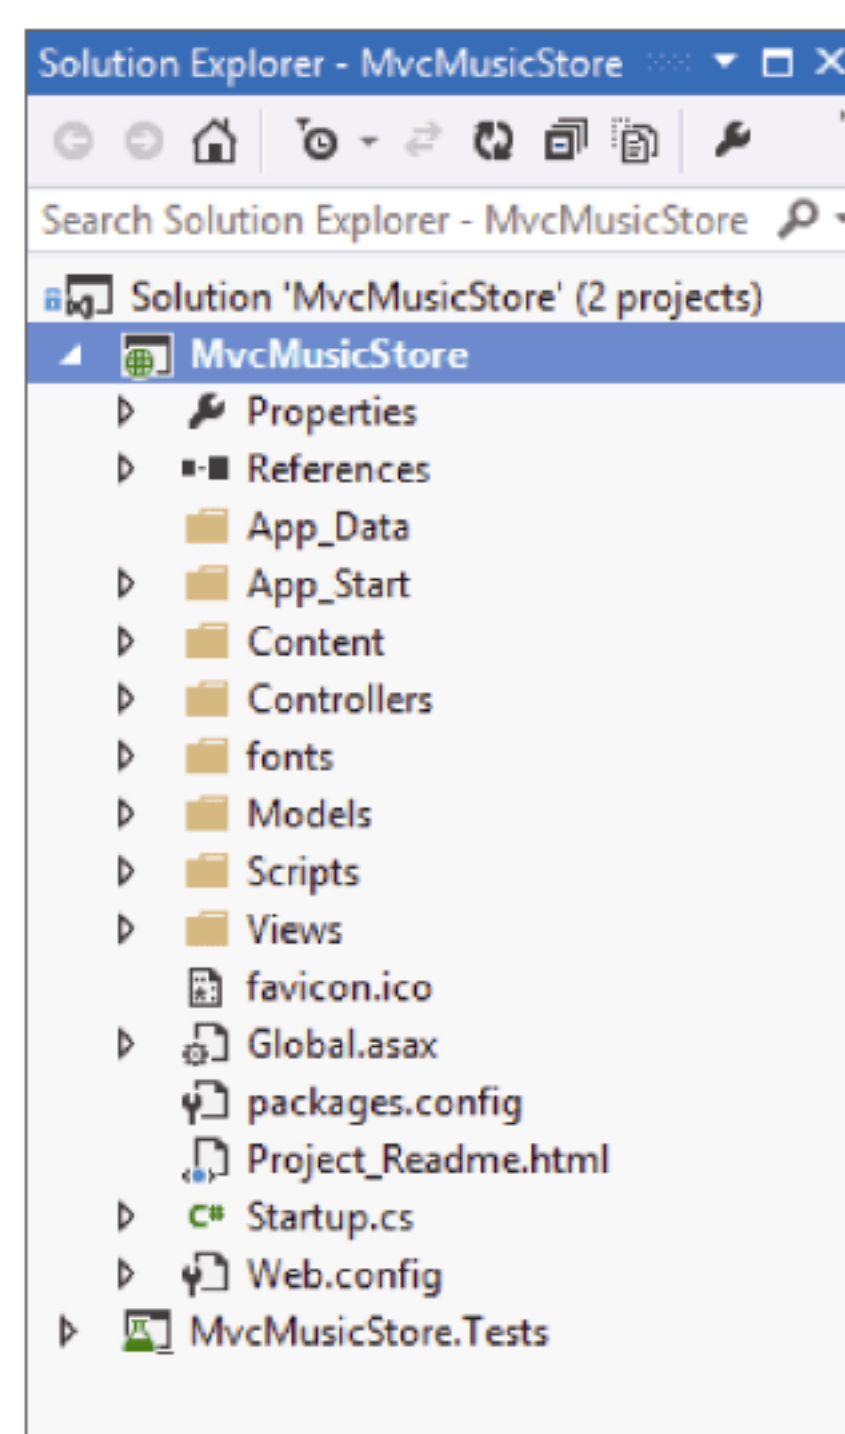 Solution Explorer - MvcMusicStore
Search Solution Explorer - MvcMusicStore
Solution 'MvcMusicStore' (2 projects)
MvcMusicStore
Properties
References
App_Data
App_Start
Content
Controllers
fonts
Models
Scripts
Views
favicon.ico
Global.asax
packages.config
Project_Readme.html
C# Startup.cs
Web.config
MvcMusicStore.Tests